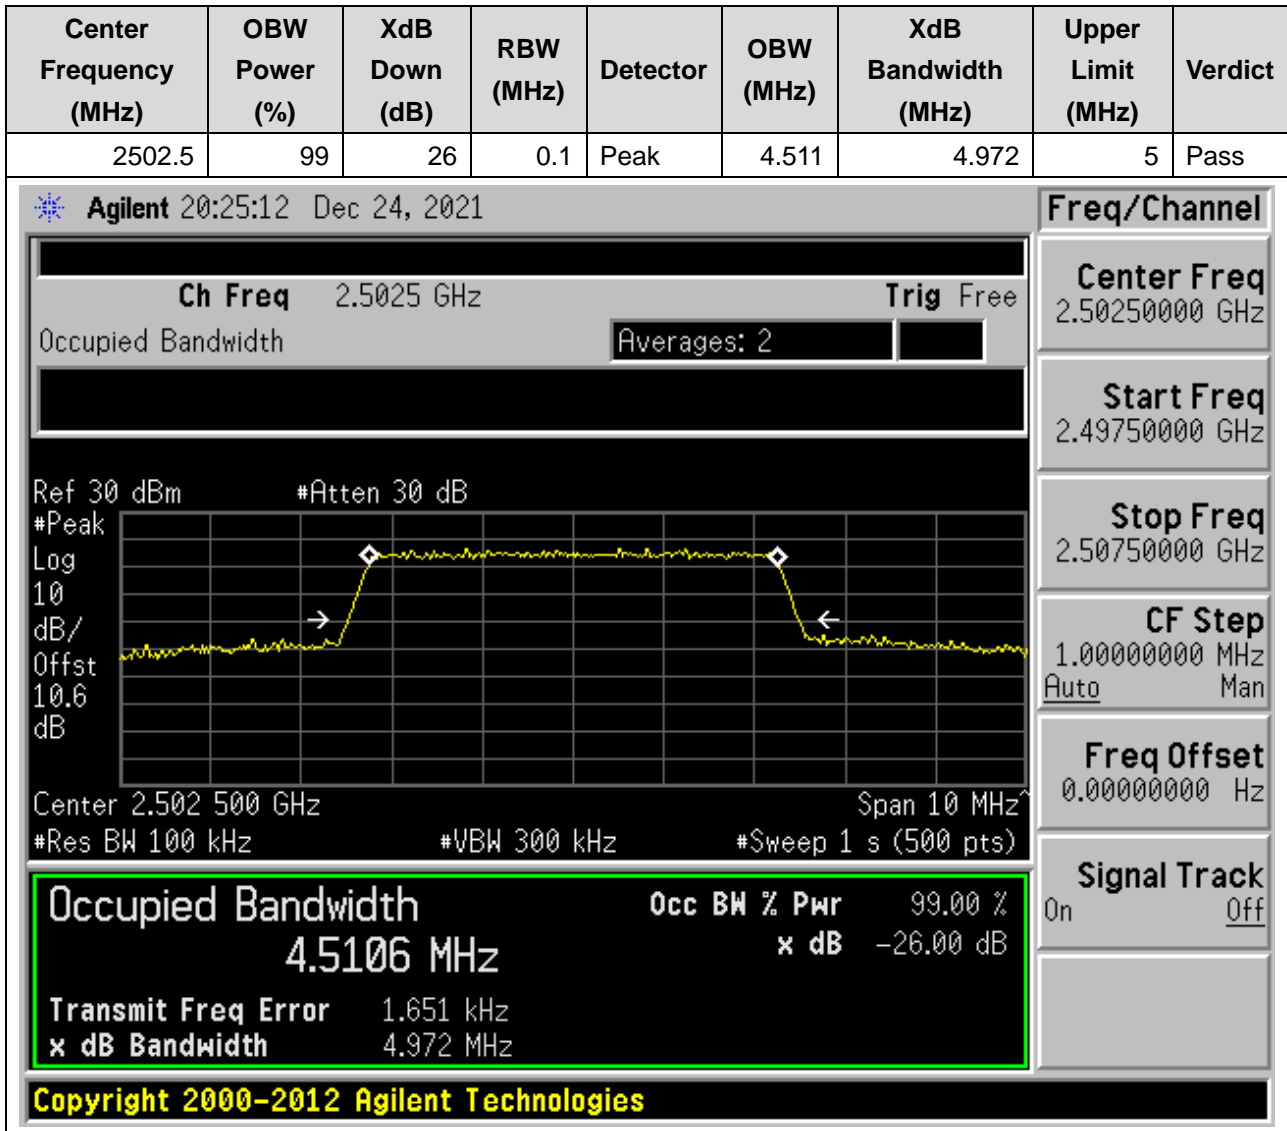 Center Frequency (MHz) OBW Power (%) XdB Down (dB) RBW (MHz) Detector OBW (MHz) XdB Bandwidth (MHz) Upper Limit (MHz) Verdict
2502.5 99 26 0.1 Peak 4.511 4.972 5 Pass
Agilent 20:25:12 Dec 24, 2021
Freq/Channel
Ch Freq 2.5025 GHz Trig Free
Occupied Bandwidth Averages: 2
Center Freq
2.50250000 GHz
Start Freq
2.49750000 GHz
Stop Freq
2.50750000 GHz
CF Step
1.00000000 MHz
Auto Man
Freq Offset
0.00000000 Hz
Signal Track
On Off
Ref 30 dBm #Atten 30 dB
#Peak
Log
10
dB/
Offst
10.6
dB
Center 2.502 500 GHz Span 10 MHz^
#Res BW 100 kHz #VBW 300 kHz #Sweep 1 s (500 pts)
Occupied Bandwidth Occ BW % Pwr 99.00 %
4.5106 MHz x dB -26.00 dB
Transmit Freq Error 1.651 kHz
x dB Bandwidth 4.972 MHz
Copyright 2000-2012 Agilent Technologies